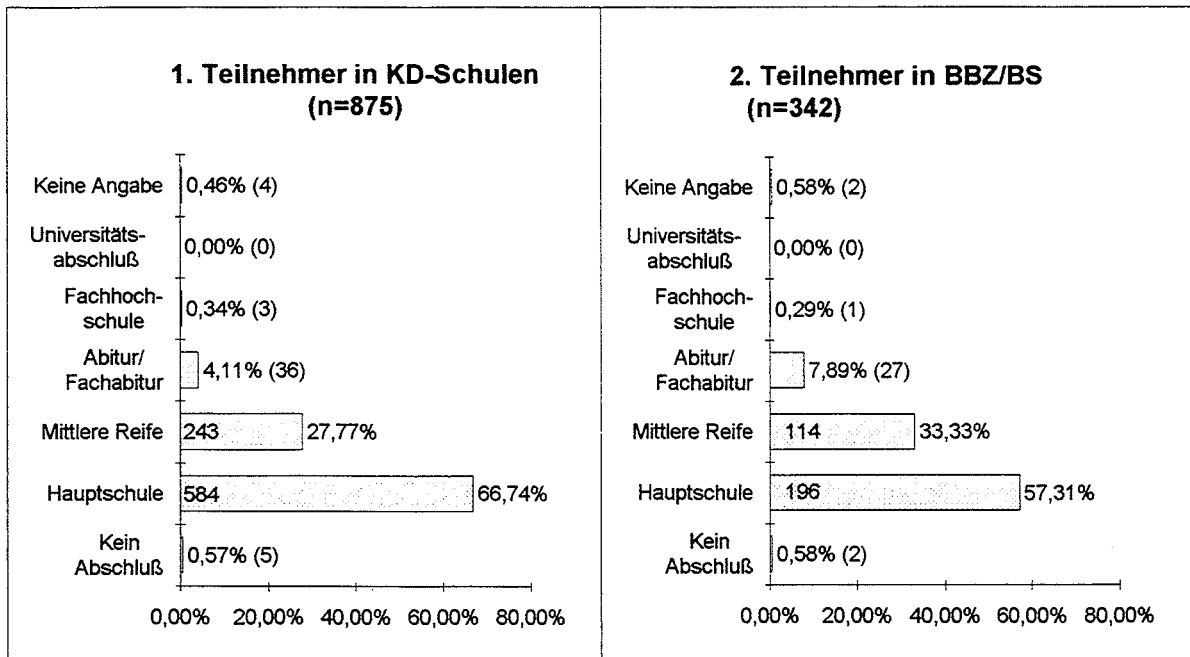 1. Teilnehmer in KD-Schulen
(n=875)
Keine Angabe 0,46% (4)
Universitäts-
abschluß 0,00% (0)
Fachhoch-
schule 0,34% (3)
Abitur/
Fachabitur 4,11% (36)
Mittlere Reife 243 27,77%
Hauptschule 584 66,74%
Kein
Abschluß 0,57% (5)
0,00% 20,00% 40,00% 60,00% 80,00%
2. Teilnehmer in BBZ/BS
(n=342)
Keine Angabe 0,58% (2)
Universitäts-
abschluß 0,00% (0)
Fachhoch-
schule 0,29% (1)
Abitur/
Fachabitur 7,89% (27)
Mittlere Reife 114 33,33%
Hauptschule 196 57,31%
Kein
Abschluß 0,58% (2)
0,00% 20,00% 40,00% 60,00% 80,00%